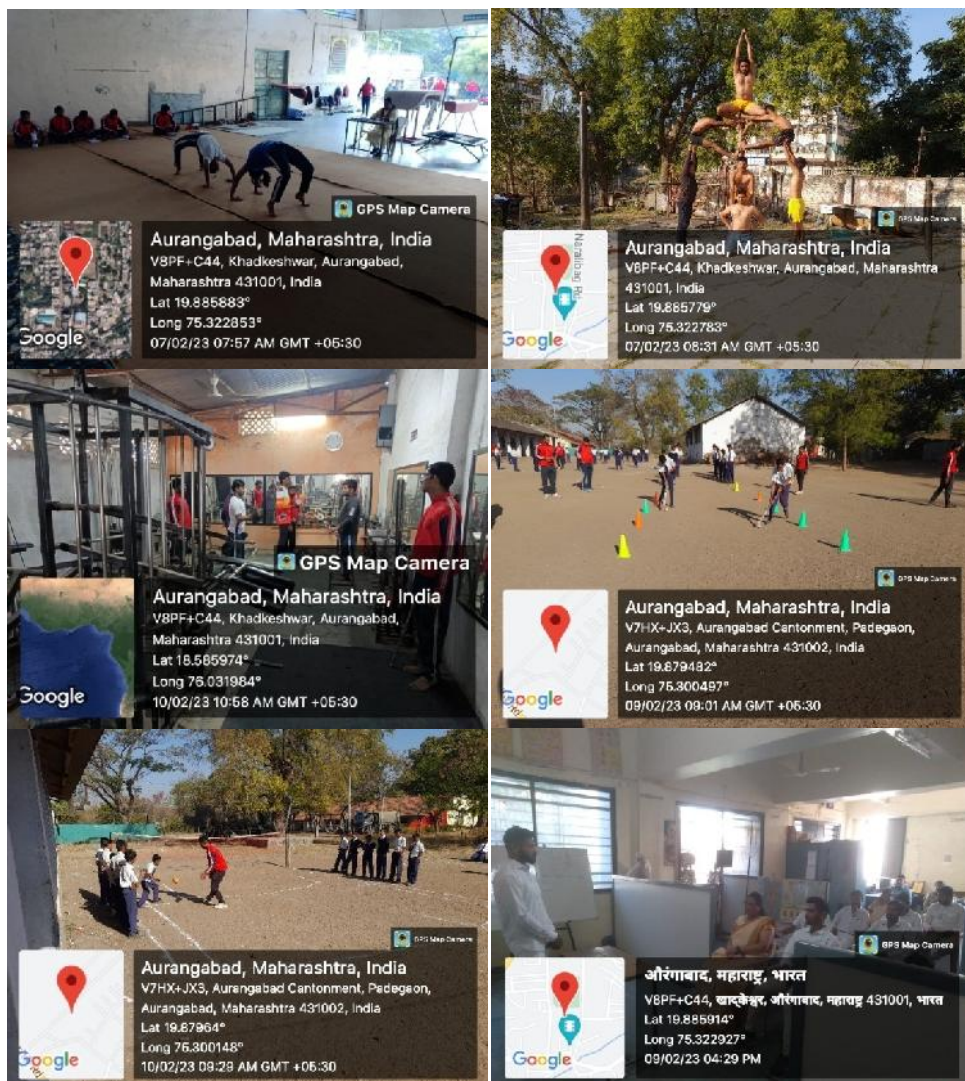 GPS Map Camera
Google
Aurangabad, Maharashtra, India
V8PF+C44, Khadkeshwar, Aurangabad,
Maharashtra 431001, India
Lat 19.885883°
Long 75.322853°
07/02/23 07:57 AM GMT +05:30
GPS Map Camera
Naralibag Rd
Google
Aurangabad, Maharashtra, India
V8PF+C44, Khadkeshwar, Aurangabad, Maharashtra
431001, India
Lat 19.885779°
Long 75.322783°
07/02/23 08:31 AM GMT +05:30
GPS Map Camera
Google
Aurangabad, Maharashtra, India
V8PF+C44, Khadkeshwar, Aurangabad,
Maharashtra 431001, India
Lat 18.585974°
Long 76.031984°
10/02/23 10:58 AM GMT +05:30
GPS Map Camera
Google
Aurangabad, Maharashtra, India
V7HX+JX3, Aurangabad Cantonment, Padegaon,
Aurangabad, Maharashtra 431002, India
Lat 19.879482°
Long 75.300497°
09/02/23 09:01 AM GMT +05:30
GPS Map Camera
Google
Aurangabad, Maharashtra, India
V7HX+JX3, Aurangabad Cantonment, Padegaon,
Aurangabad, Maharashtra 431002, India
Lat 19.87964°
Long 75.300148°
10/02/23 09:29 AM GMT +05:30
GPS Map Camera
Google
औरंगाबाद, महाराष्ट्र, भारत
V8PF+C44, खाद्केश्वर, औरंगाबाद, महाराष्ट्र 431001, भारत
Lat 19.885914°
Long 75.322927°
09/02/23 04:29 PM